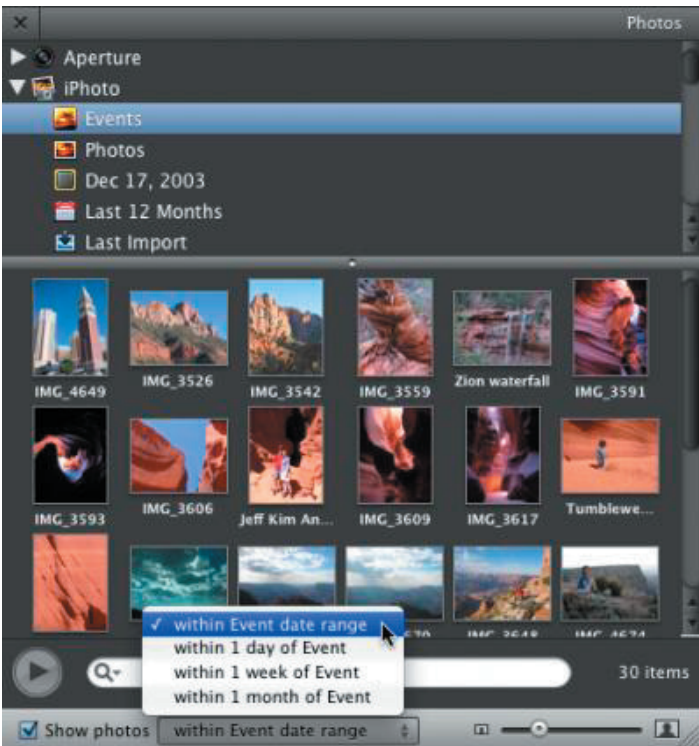 Photos
Aperture
iPhoto
Events
Photos
Dec 17, 2003
Last 12 Months
Last Import
IMG_4649
IMG_3526
IMG_3542
IMG_3559
Zion waterfall
IMG_3591
IMG_3593
IMG_3606
Jeff Kim An...
IMG_3609
IMG_3617
Tumblewe...
✓ within Event date range
within 1 day of Event
within 1 week of Event
within 1 month of Event
30 items
Show photos within Event date range